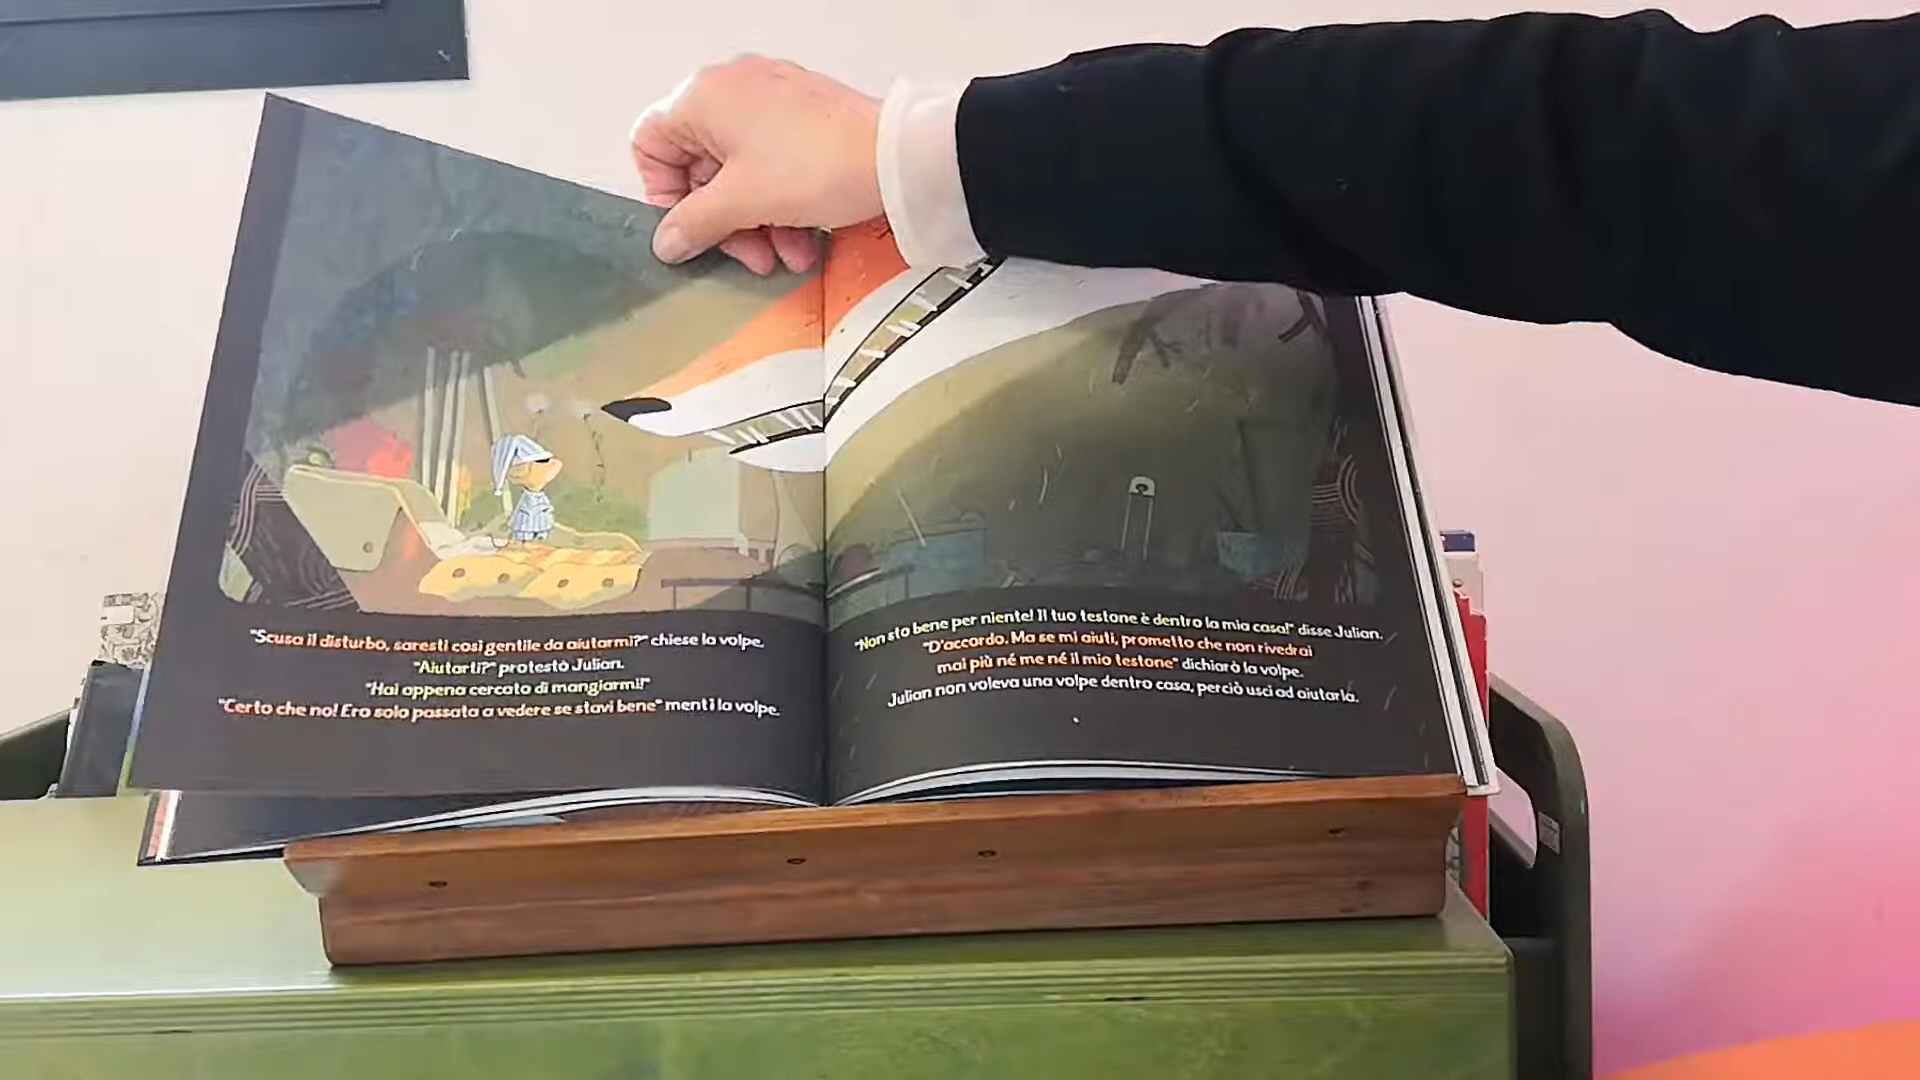 "Scusa il disturbo, saresti così gentile da aiutarmi?" chiese la volpe.
"Aiutarti?" protestò Julian.
"Hai appena cercato di mangiarmi!"
"Certo che no! Ero solo passata a vedere se stavi bene" mentì la volpe.
"Non sto bene per niente! Il tuo testone è dentro la mia casa!" disse Julian.
"D'accordo. Ma se mi aiuti, prometto che non rivedrai
mai più né me né il mio testone" dichiarò la volpe.
Julian non voleva una volpe dentro casa, perciò uscì ad aiutarla.